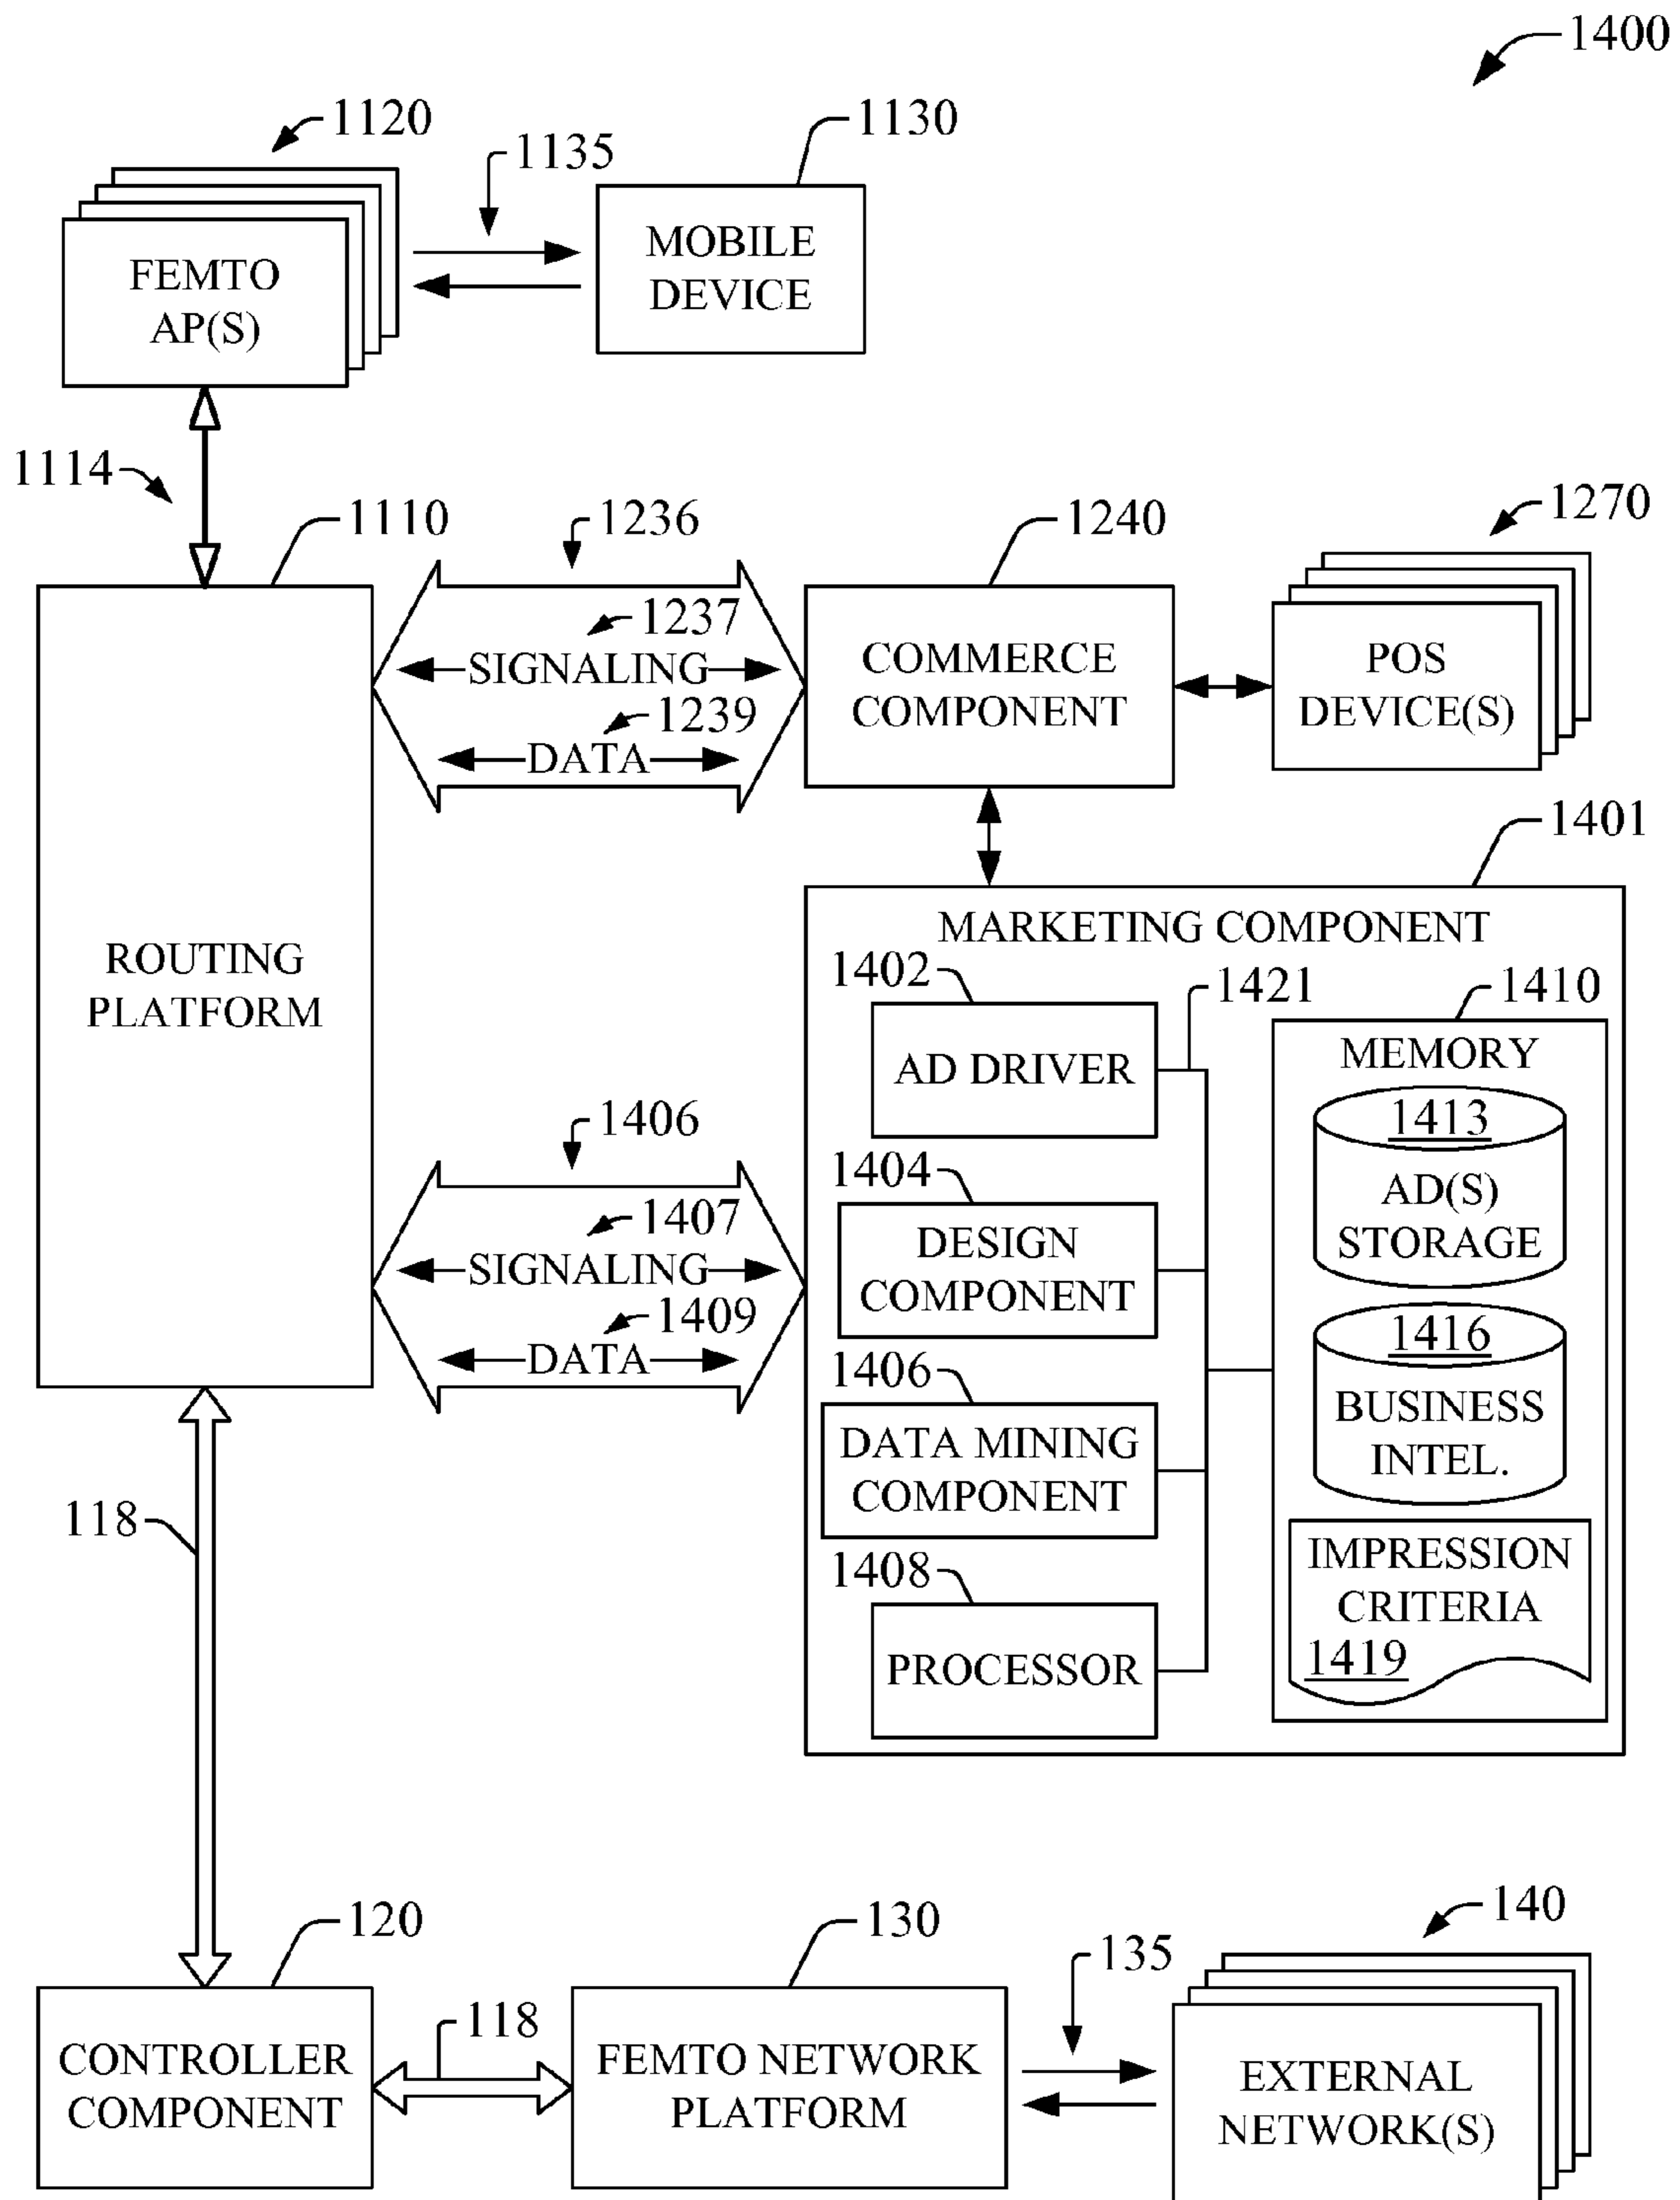 1400
1120
1135
1130
FEMTO
AP(S)
MOBILE
DEVICE
1114
1110
1236
1240
1270
1237
SIGNALING
1239
DATA
COMMERCE
COMPONENT
POS
DEVICE(S)
1401
ROUTING
PLATFORM
MARKETING COMPONENT
1402
1421
1410
AD DRIVER
MEMORY
1413
AD(S)
STORAGE
1406
1407
SIGNALING
1409
DATA
1404
DESIGN
COMPONENT
1416
BUSINESS
INTEL.
1406
DATA MINING
COMPONENT
118
1408
PROCESSOR
IMPRESSION
CRITERIA
1419
120
130
135
140
CONTROLLER
COMPONENT
118
FEMTO NETWORK
PLATFORM
EXTERNAL
NETWORK(S)